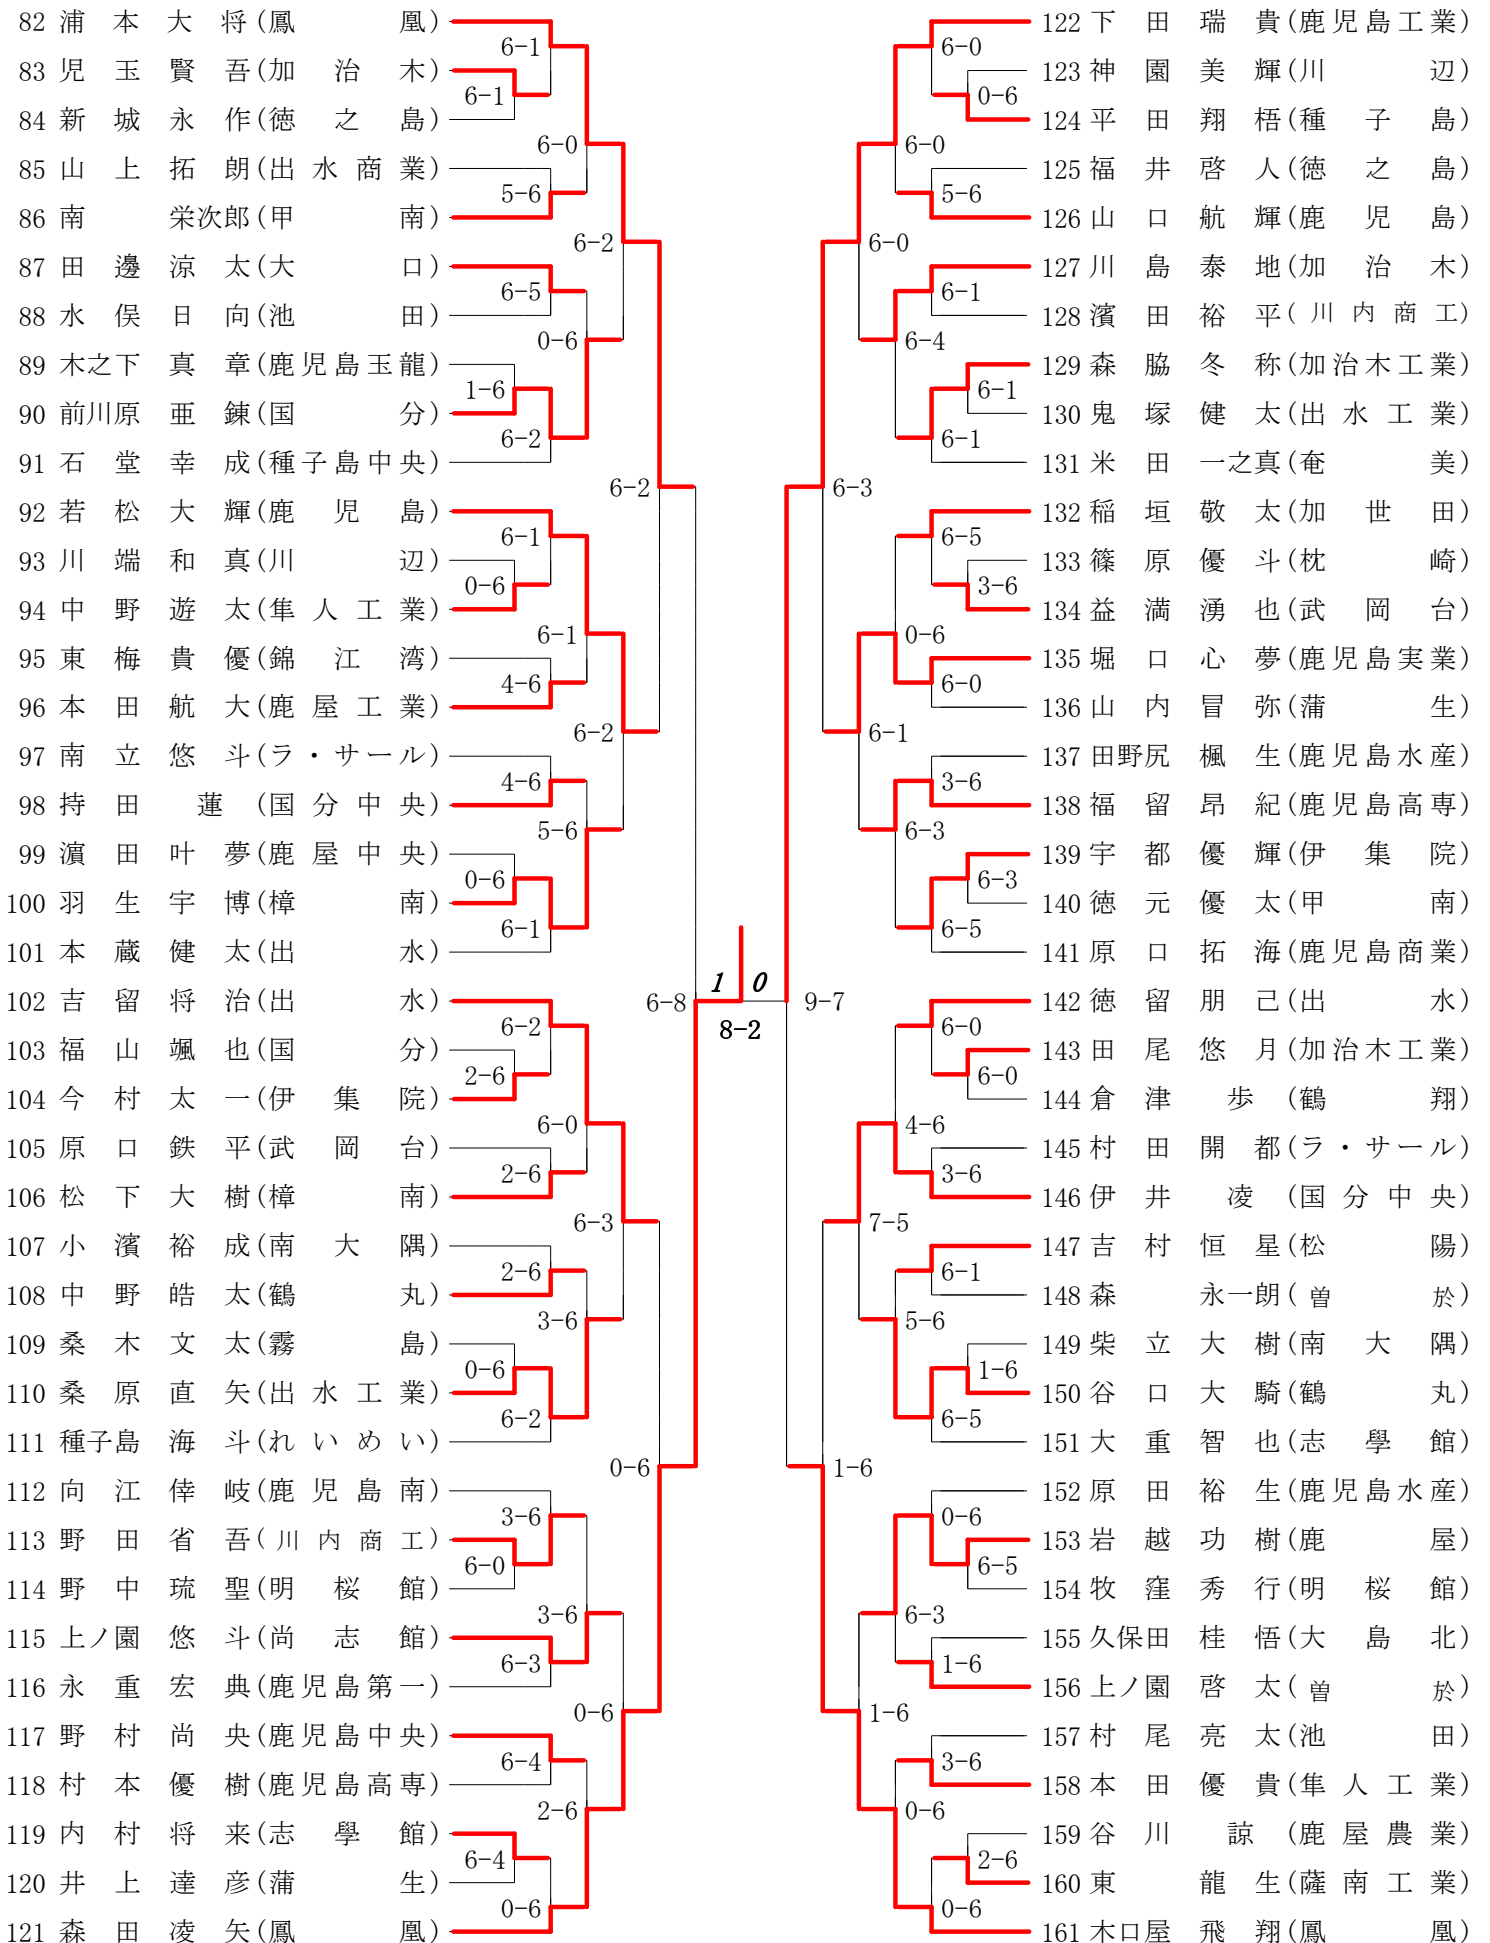 82 浦本大将(鳳凰)
83 児玉賢吾(加治木)
84 新城永作(徳之島)
85 山上拓朗(出水商業)
86 南栄次郎(甲南)
87 田邊涼太(大口)
88 水俣日向(池田)
89 木之下真章(鹿児島玉龍)
90 前川原亜錬(国分)
91 石堂幸成(種子島中央)
92 若松大輝(鹿児島)
93 川端和真(川辺)
94 中野遊太(隼人工業)
95 東梅貴優(錦江湾)
96 本田航大(鹿屋工業)
97 南立悠斗(ラ・サール)
98 持田蓮(国分中央)
99 濵田叶夢(鹿屋中央)
100 羽生宇博(樟南)
101 本蔵健太(出水)
102 吉留将治(出水)
103 福山颯也(国分)
104 今村太一(伊集院)
105 原口鉄平(武岡台)
106 松下大樹(樟南)
107 小濱裕成(南大隅)
108 中野皓太(鶴丸)
109 桑木文太(霧島)
110 桑原直矢(出水工業)
111 種子島海斗(れいめい)
112 向江倖岐(鹿児島南)
113 野田省吾(川内商工)
114 野中琉聖(明桜館)
115 上ノ園悠斗(尚志館)
116 永重宏典(鹿児島第一)
117 野村尚央(鹿児島中央)
118 村本優樹(鹿児島高専)
119 内村将来(志學館)
120 井上達彦(蒲生)
121 森田凌矢(鳳凰)
6-1
6-1
6-0
5-6
6-2
6-5
0-6
1-6
6-2
6-2
6-1
0-6
6-1
4-6
6-2
4-6
5-6
0-6
6-1
6-8
6-2
2-6
6-0
2-6
6-3
2-6
3-6
0-6
6-2
0-6
3-6
6-0
3-6
6-3
0-6
6-4
2-6
6-4
0-6
1 0
8-2
122 下田瑞貴(鹿児島工業)
123 神園美輝(川辺)
124 平田翔梧(種子島)
125 福井啓人(徳之島)
126 山口航輝(鹿児島)
127 川島泰地(加治木)
128 濱田裕平(川内商工)
129 森脇冬称(加治木工業)
130 鬼塚健太(出水工業)
131 米田一之真(奄美)
132 稲垣敬太(加世田)
133 篠原優斗(枕崎)
134 益満湧也(武岡台)
135 堀口心夢(鹿児島実業)
136 山内冒弥(蒲生)
137 田野尻楓生(鹿児島水産)
138 福留昂紀(鹿児島高専)
139 宇都優輝(伊集院)
140 徳元優太(甲南)
141 原口拓海(鹿児島商業)
142 徳留朋己(出水)
143 田尾悠月(加治木工業)
144 倉津歩(鶴翔)
145 村田開都(ラ・サール)
146 伊井凌(国分中央)
147 吉村恒星(松陽)
148 森永一朗(曽於)
149 柴立大樹(南大隅)
150 谷口大騎(鶴丸)
151 大重智也(志學館)
152 原田裕生(鹿児島水産)
153 岩越功樹(鹿屋)
154 牧窪秀行(明桜館)
155 久保田桂悟(大島北)
156 上ノ園啓太(曽於)
157 村尾亮太(池田)
158 本田優貴(隼人工業)
159 谷川諒(鹿屋農業)
160 東龍生(薩南工業)
161 木口屋飛翔(鳳凰)
6-0
0-6
6-0
5-6
6-0
6-1
6-4
6-1
6-1
6-3
6-5
3-6
0-6
6-0
6-1
3-6
6-3
6-3
6-5
9-7
6-0
6-0
4-6
3-6
7-5
6-1
5-6
1-6
6-5
1-6
0-6
6-5
6-3
1-6
1-6
3-6
0-6
2-6
0-6